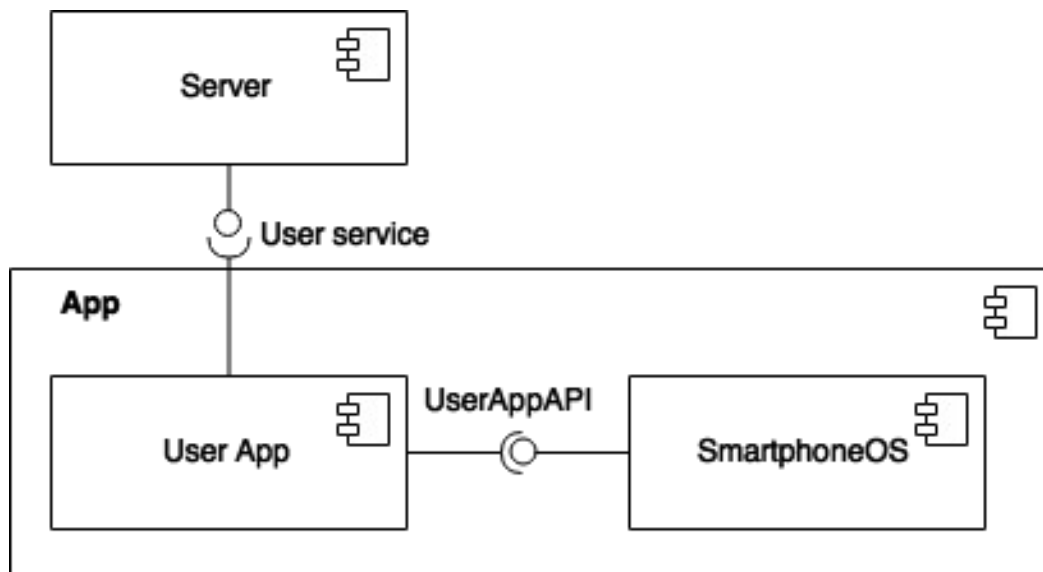 Server
User service
App
UserAppAPI
User App
SmartphoneOS